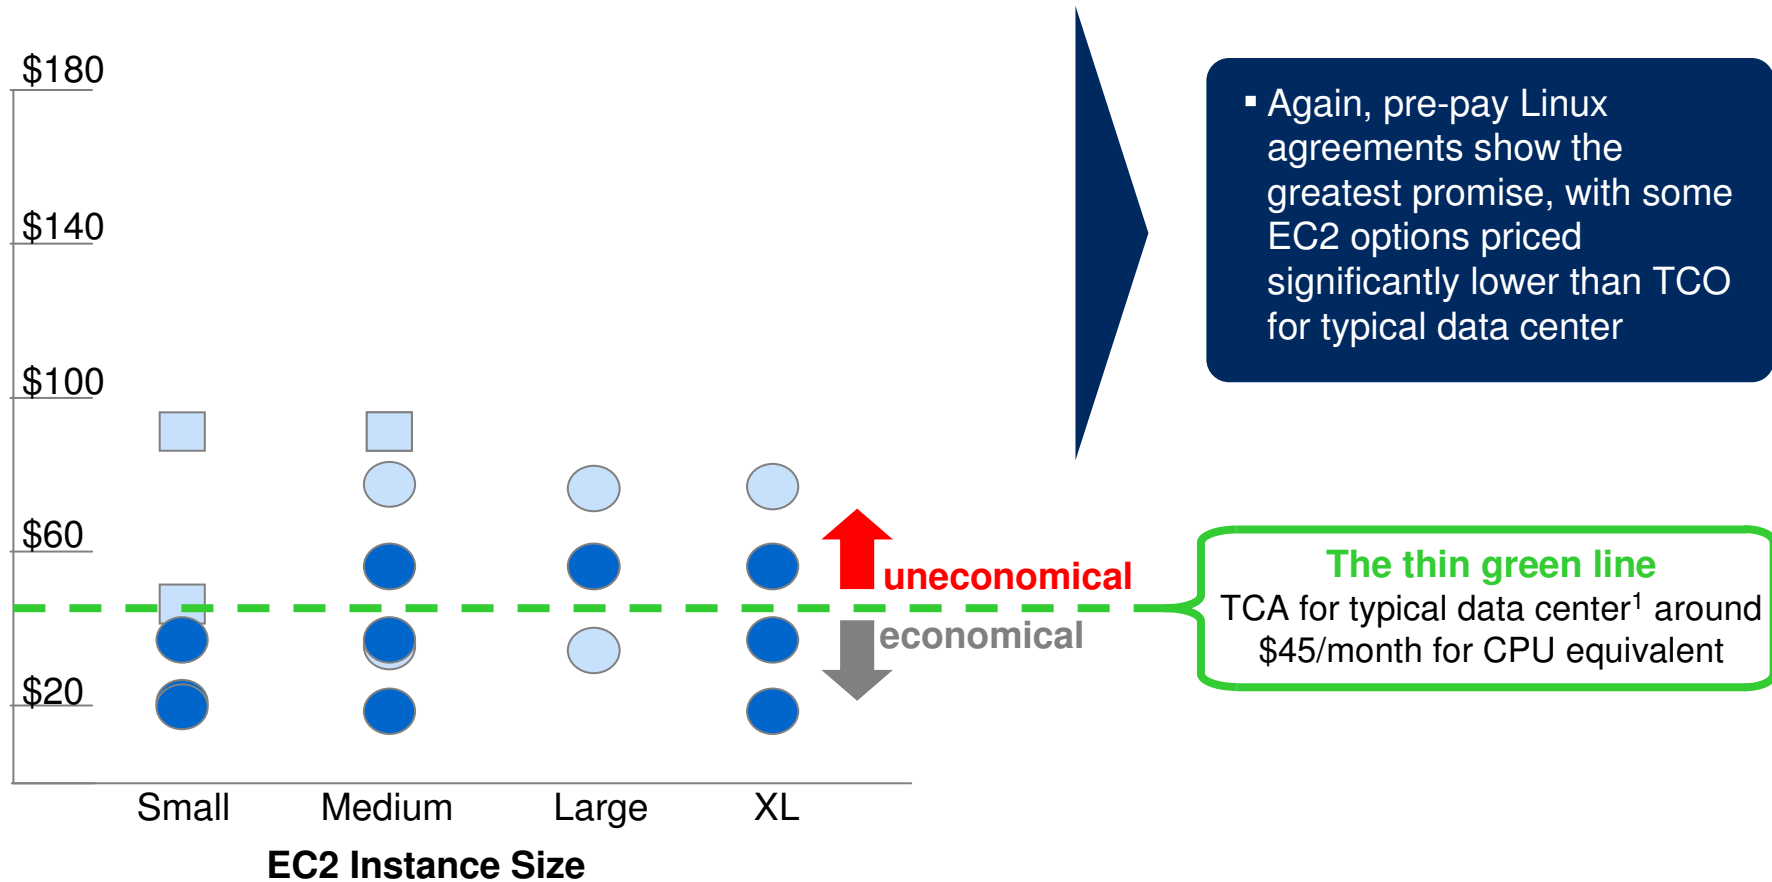 $180
$140
$100
$60
$20
Small Medium Large XL
EC2 Instance Size
uneconomical
economical
▪ Again, pre-pay Linux
agreements show the
greatest promise, with some
EC2 options priced
significantly lower than TCO
for typical data center
The thin green line
TCA for typical data center¹ around
$45/month for CPU equivalent